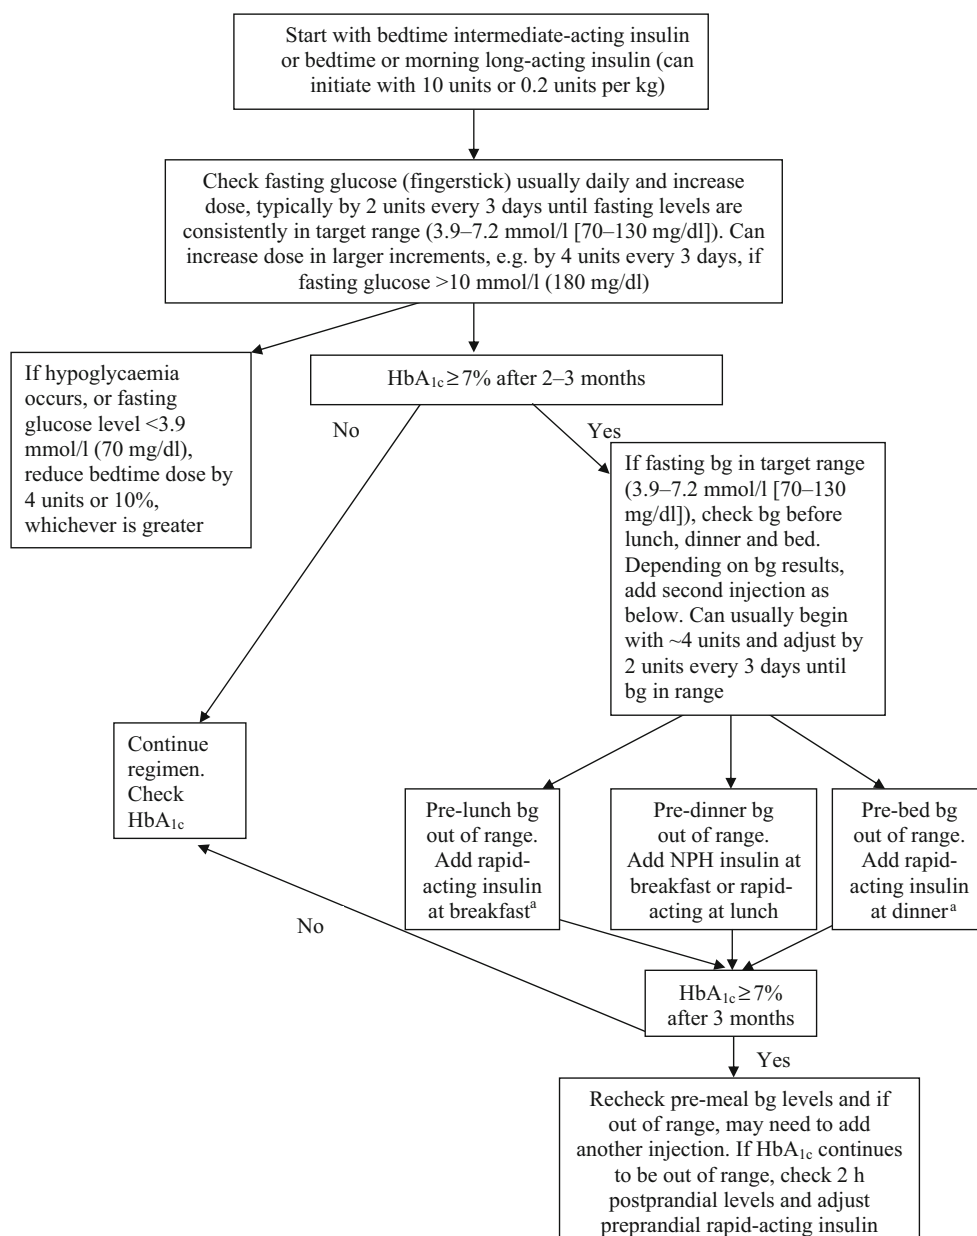 Start with bedtime intermediate-acting insulin
or bedtime or morning long-acting insulin (can
initiate with 10 units or 0.2 units per kg)
Check fasting glucose (fingerstick) usually daily and increase
dose, typically by 2 units every 3 days until fasting levels are
consistently in target range (3.9–7.2 mmol/l [70–130 mg/dl]). Can
increase dose in larger increments, e.g. by 4 units every 3 days, if
fasting glucose >10 mmol/l (180 mg/dl)
If hypoglycaemia
occurs, or fasting
glucose level <3.9
mmol/l (70 mg/dl),
reduce bedtime dose by
4 units or 10%,
whichever is greater
HbA1c ≥ 7% after 2–3 months
No
Yes
If fasting bg in target range
(3.9–7.2 mmol/l [70–130
mg/dl]), check bg before
lunch, dinner and bed.
Depending on bg results,
add second injection as
below. Can usually begin
with ~4 units and adjust by
2 units every 3 days until
bg in range
Continue
regimen.
Check
HbA1c
Pre-lunch bg
out of range.
Add rapid-
acting insulin
at breakfastᵃ
Pre-dinner bg
out of range.
Add NPH insulin at
breakfast or rapid-
acting at lunch
Pre-bed bg
out of range.
Add rapid-
acting insulin
at dinnerᵃ
No
HbA1c ≥ 7%
after 3 months
Yes
Recheck pre-meal bg levels and if
out of range, may need to add
another injection. If HbA1c continues
to be out of range, check 2 h
postprandial levels and adjust
preprandial rapid-acting insulin